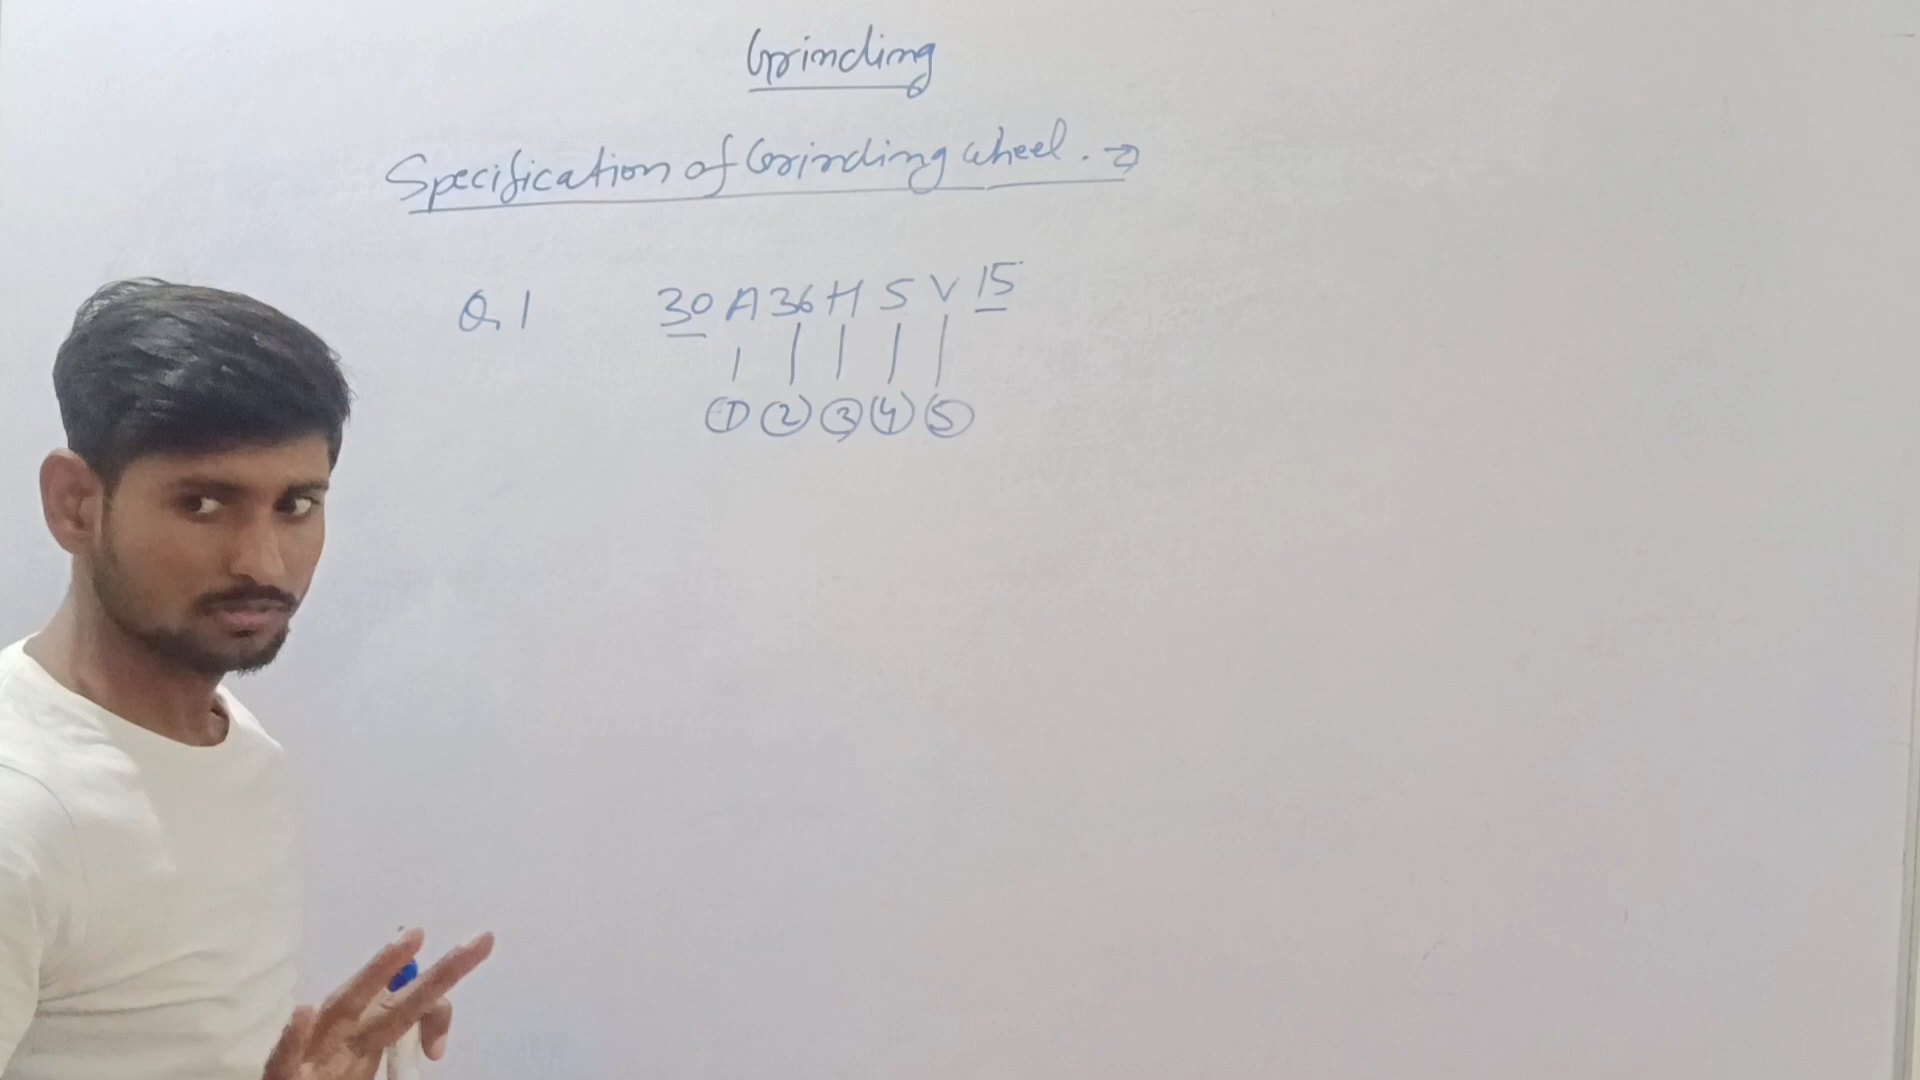 Grinding
Specification of Grinding wheel. →
Q.1 30 A 36 H 5 V 15
① ② ③ ④ ⑤